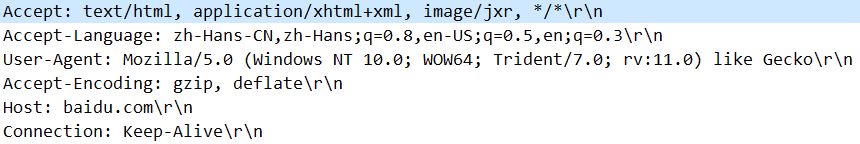 Accept: text/html, application/xhtml+xml, image/jxr, */*\r\n
Accept-Language: zh-Hans-CN,zh-Hans;q=0.8,en-US;q=0.5,en;q=0.3\r\n
User-Agent: Mozilla/5.0 (Windows NT 10.0; WOW64; Trident/7.0; rv:11.0) like Gecko\r\n
Accept-Encoding: gzip, deflate\r\n
Host: baidu.com\r\n
Connection: Keep-Alive\r\n